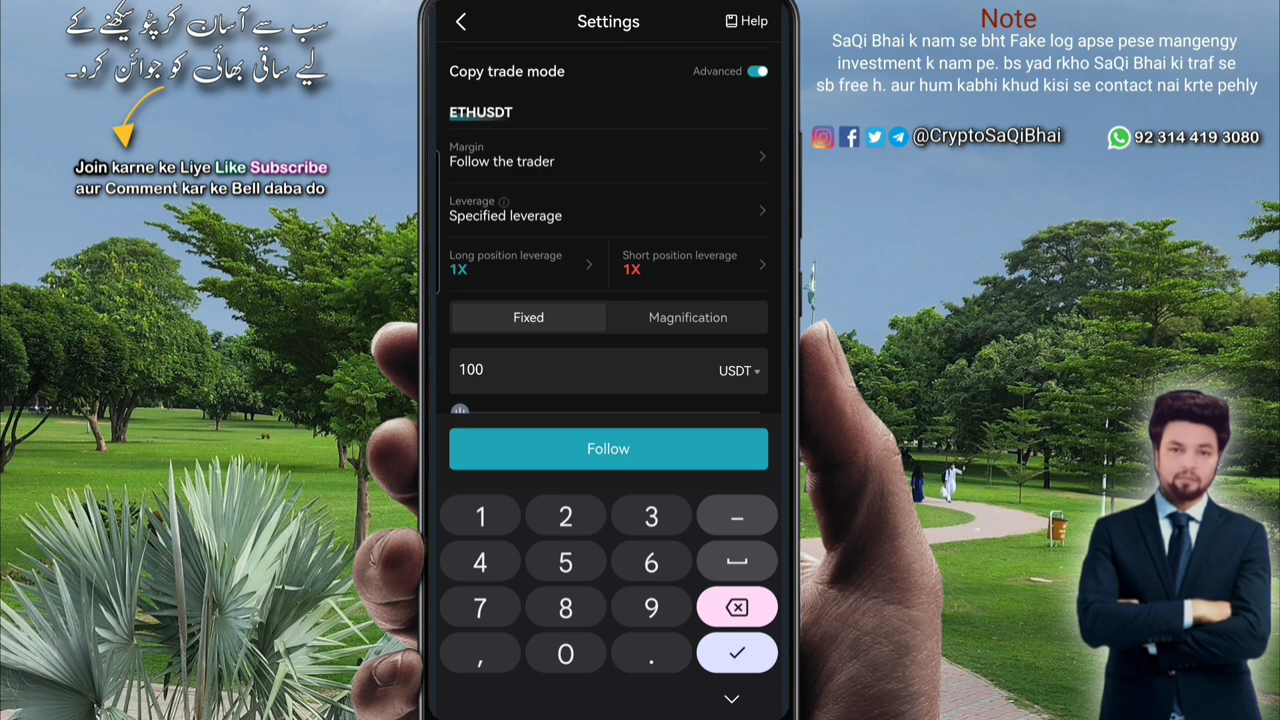 سب سے آسان کرپٹو سیکھنے کے
لیے ساقی بھائی کو جوائن کرو۔
Join karne ke Liye Like Subscribe
aur Comment kar ke Bell daba do
Settings
Help
Copy trade mode
Advanced
ETHUSDT
Margin
Follow the trader
Leverage
Specified leverage
Long position leverage
1X
Short position leverage
1X
Fixed
Magnification
100
USDT
Follow
1 2 3 –
4 5 6
7 8 9
, 0 .
Note
SaQi Bhai k nam se bht Fake log apse pese mangengy
investment k nam pe. bs yad rkho SaQi Bhai ki traf se
sb free h. aur hum kabhi khud kisi se contact nai krte pehly
@CryptoSaQiBhai
92 314 419 3080